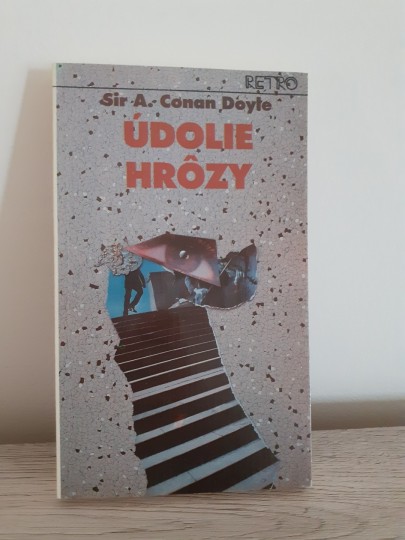 RETRO
Sir A. Conan Doyle
ÚDOLIE
HRÔZY